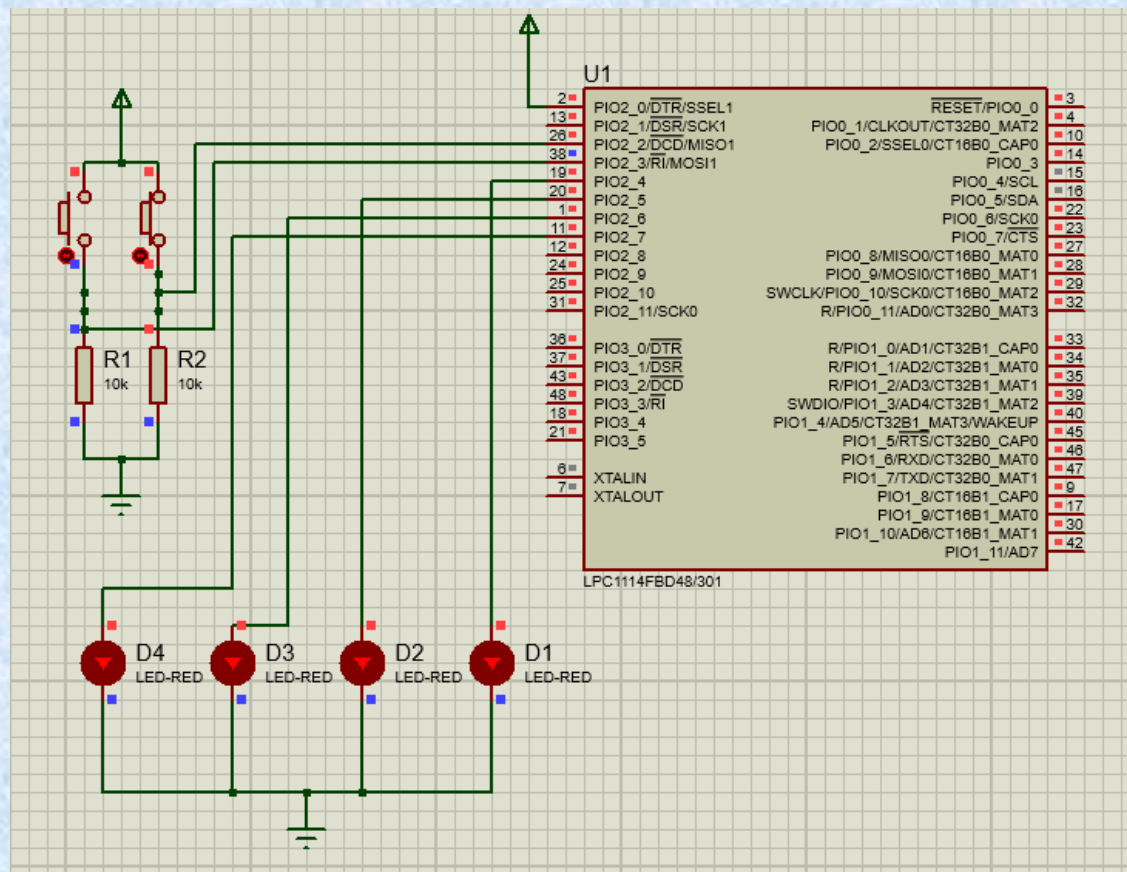 U1
2 PIO2_0/DTR/SSEL1
13 PIO2_1/DSR/SCK1
26 PIO2_2/DCD/MISO1
38 PIO2_3/RI/MOSI1
19 PIO2_4
20 PIO2_5
1 PIO2_6
11 PIO2_7
12 PIO2_8
24 PIO2_9
25 PIO2_10
31 PIO2_11/SCK0
36 PIO3_0/DTR
37 PIO3_1/DSR
43 PIO3_2/DCD
48 PIO3_3/RI
18 PIO3_4
21 PIO3_5
6 XTALIN
7 XTALOUT
RESET/PIO0_0 3
PIO0_1/CLKOUT/CT32B0_MAT2 4
PIO0_2/SSEL0/CT16B0_CAP0 10
PIO0_3 14
PIO0_4/SCL 15
PIO0_5/SDA 16
PIO0_6/SCK0 22
PIO0_7/CTS 23
PIO0_8/MISO0/CT16B0_MAT0 27
PIO0_9/MOSI0/CT16B0_MAT1 28
SWCLK/PIO0_10/SCK0/CT16B0_MAT2 29
R/PIO0_11/AD0/CT32B0_MAT3 32
R/PIO1_0/AD1/CT32B1_CAP0 33
R/PIO1_1/AD2/CT32B1_MAT0 34
R/PIO1_2/AD3/CT32B1_MAT1 35
SWDIO/PIO1_3/AD4/CT32B1_MAT2 39
PIO1_4/AD5/CT32B1_MAT3/WAKEUP 40
PIO1_5/RTS/CT32B0_CAP0 45
PIO1_6/RXD/CT32B0_MAT0 46
PIO1_7/TXD/CT32B0_MAT1 47
PIO1_8/CT16B1_CAP0 9
PIO1_9/CT16B1_MAT0 17
PIO1_10/AD6/CT16B1_MAT1 30
PIO1_11/AD7 42
LPC1114FBD48/301
R1
10k
R2
10k
D4
LED-RED
D3
LED-RED
D2
LED-RED
D1
LED-RED